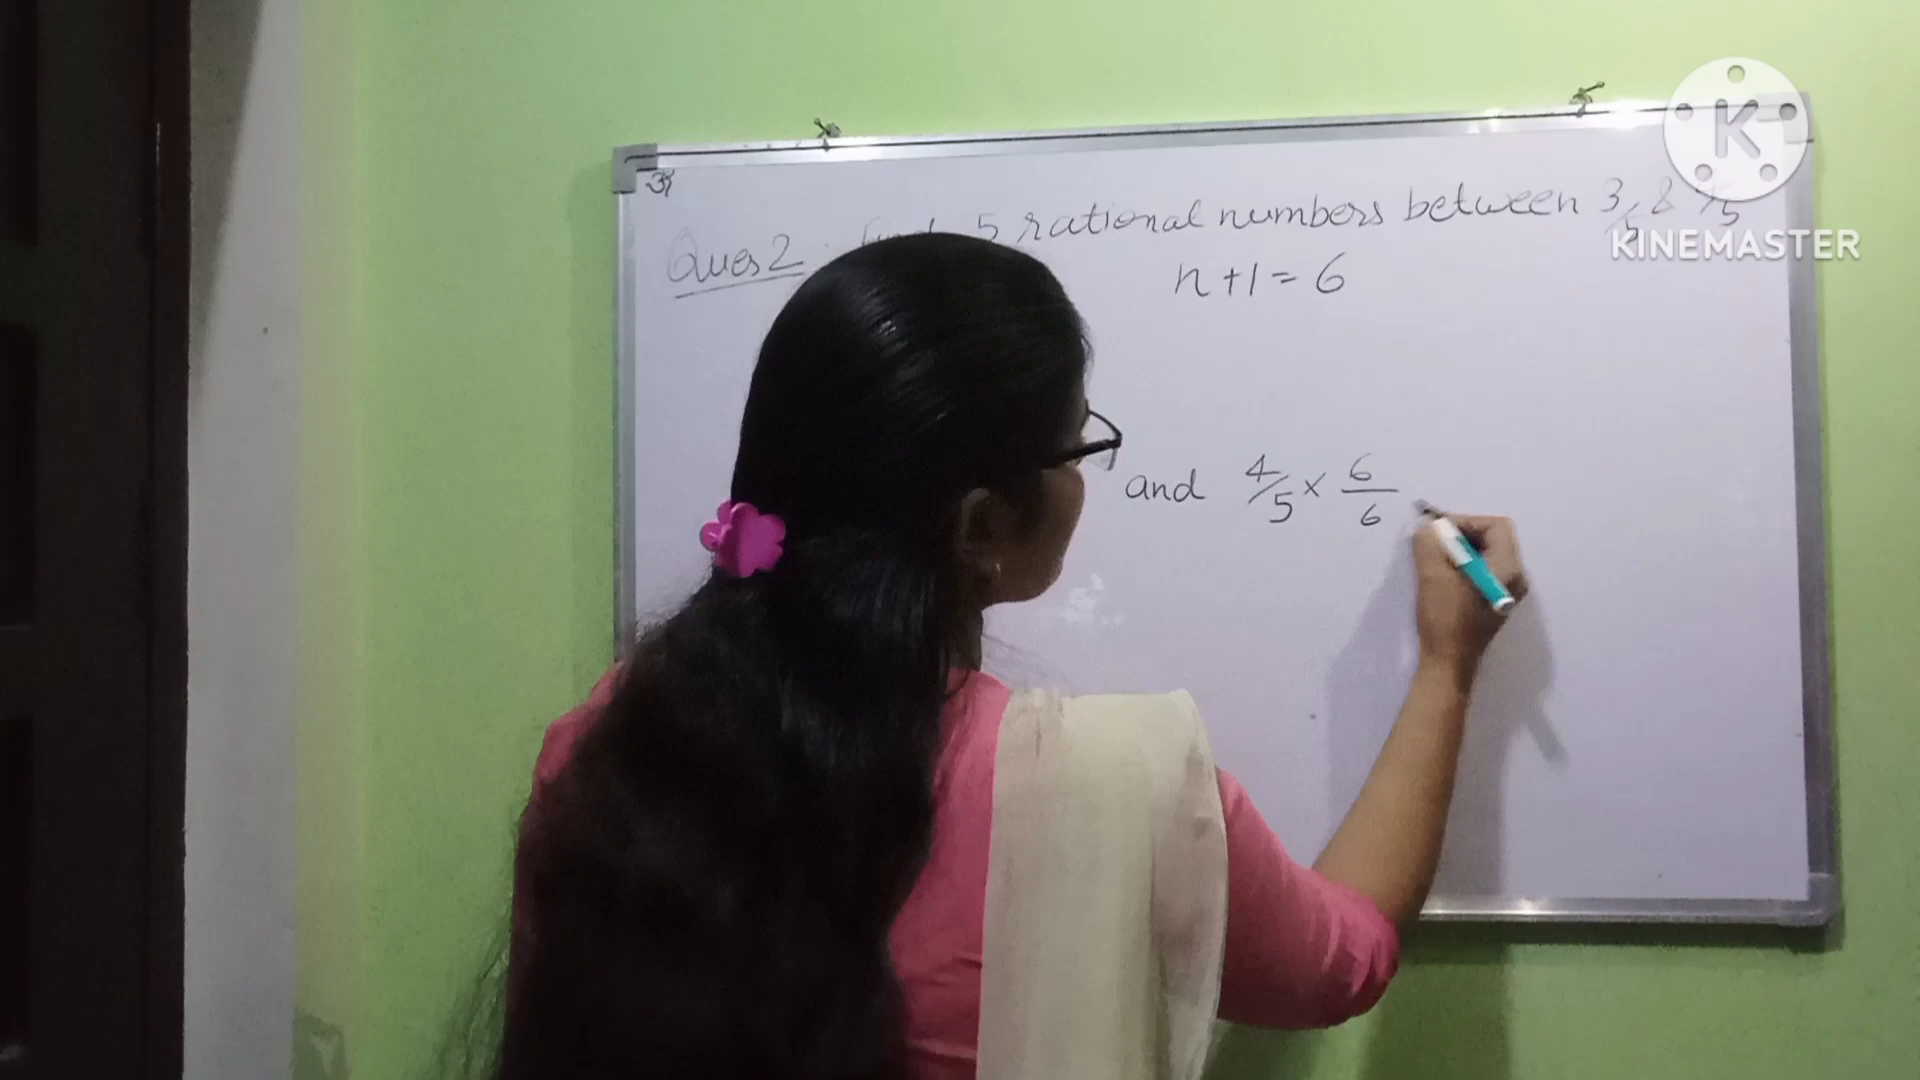 ॐ
Ques 2. Find 5 rational numbers between 3/5 & 4/5
n+1=6
and 4/5 × 6/6
K
KINEMASTER